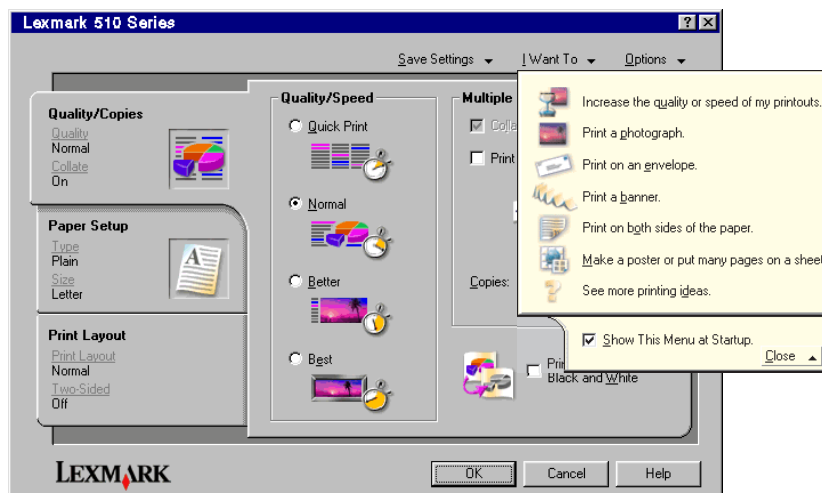 Lexmark 510 Series
Save Settings
I Want To
Options
Quality/Copies
Quality
Normal
Collate
On
Paper Setup
Type
Plain
Size
Letter
Print Layout
Print Layout
Normal
Two-Sided
Off
Quality/Speed
Quick Print
Normal
Better
Best
Multiple
Print
Copies:
Black and White
Increase the quality or speed of my printouts.
Print a photograph.
Print on an envelope.
Print a banner.
Print on both sides of the paper.
Make a poster or put many pages on a sheet
See more printing ideas.
Show This Menu at Startup.
Close
LEXMARK
OK
Cancel
Help